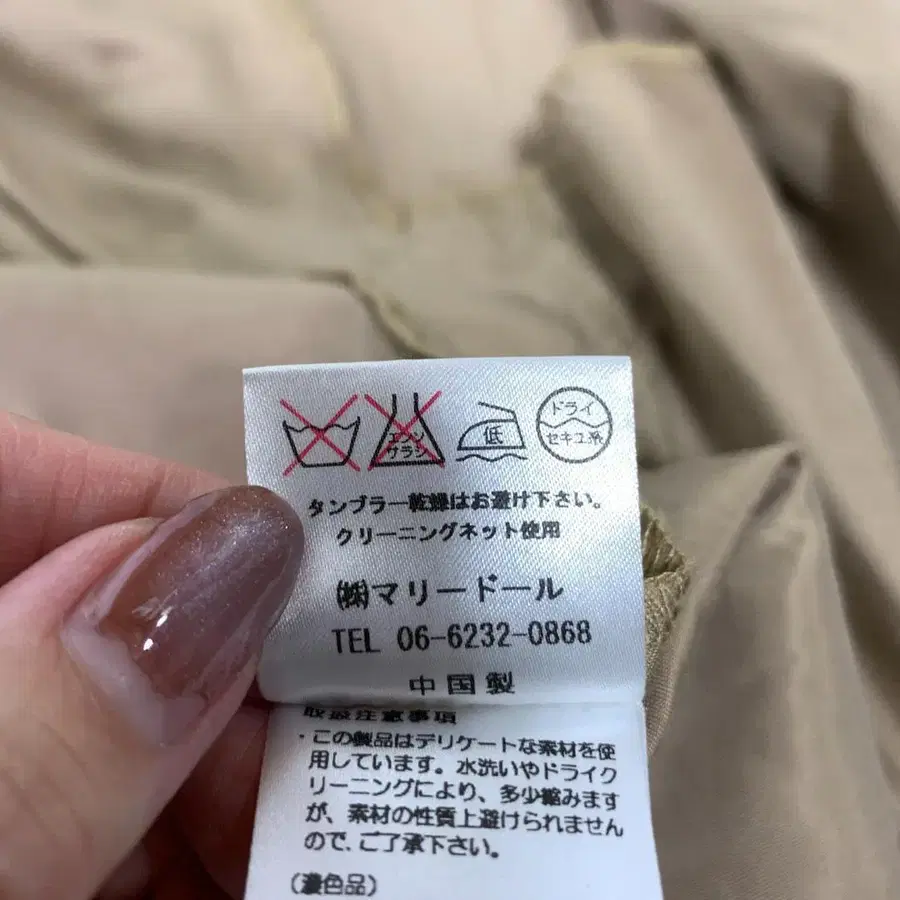 エンソ サラシ 低 ドライ セキユ系
タンブラー乾燥はお避け下さい。
クリーニングネット使用
㈱マリードール
TEL 06-6232-0868
中国製
取扱注意事項
・この製品はデリケートな素材を使
用しています。水洗いやドライク
リーニングにより、多少縮みます
が、素材の性質上避けられません
ので、ご了承下さい。
(濃色品)